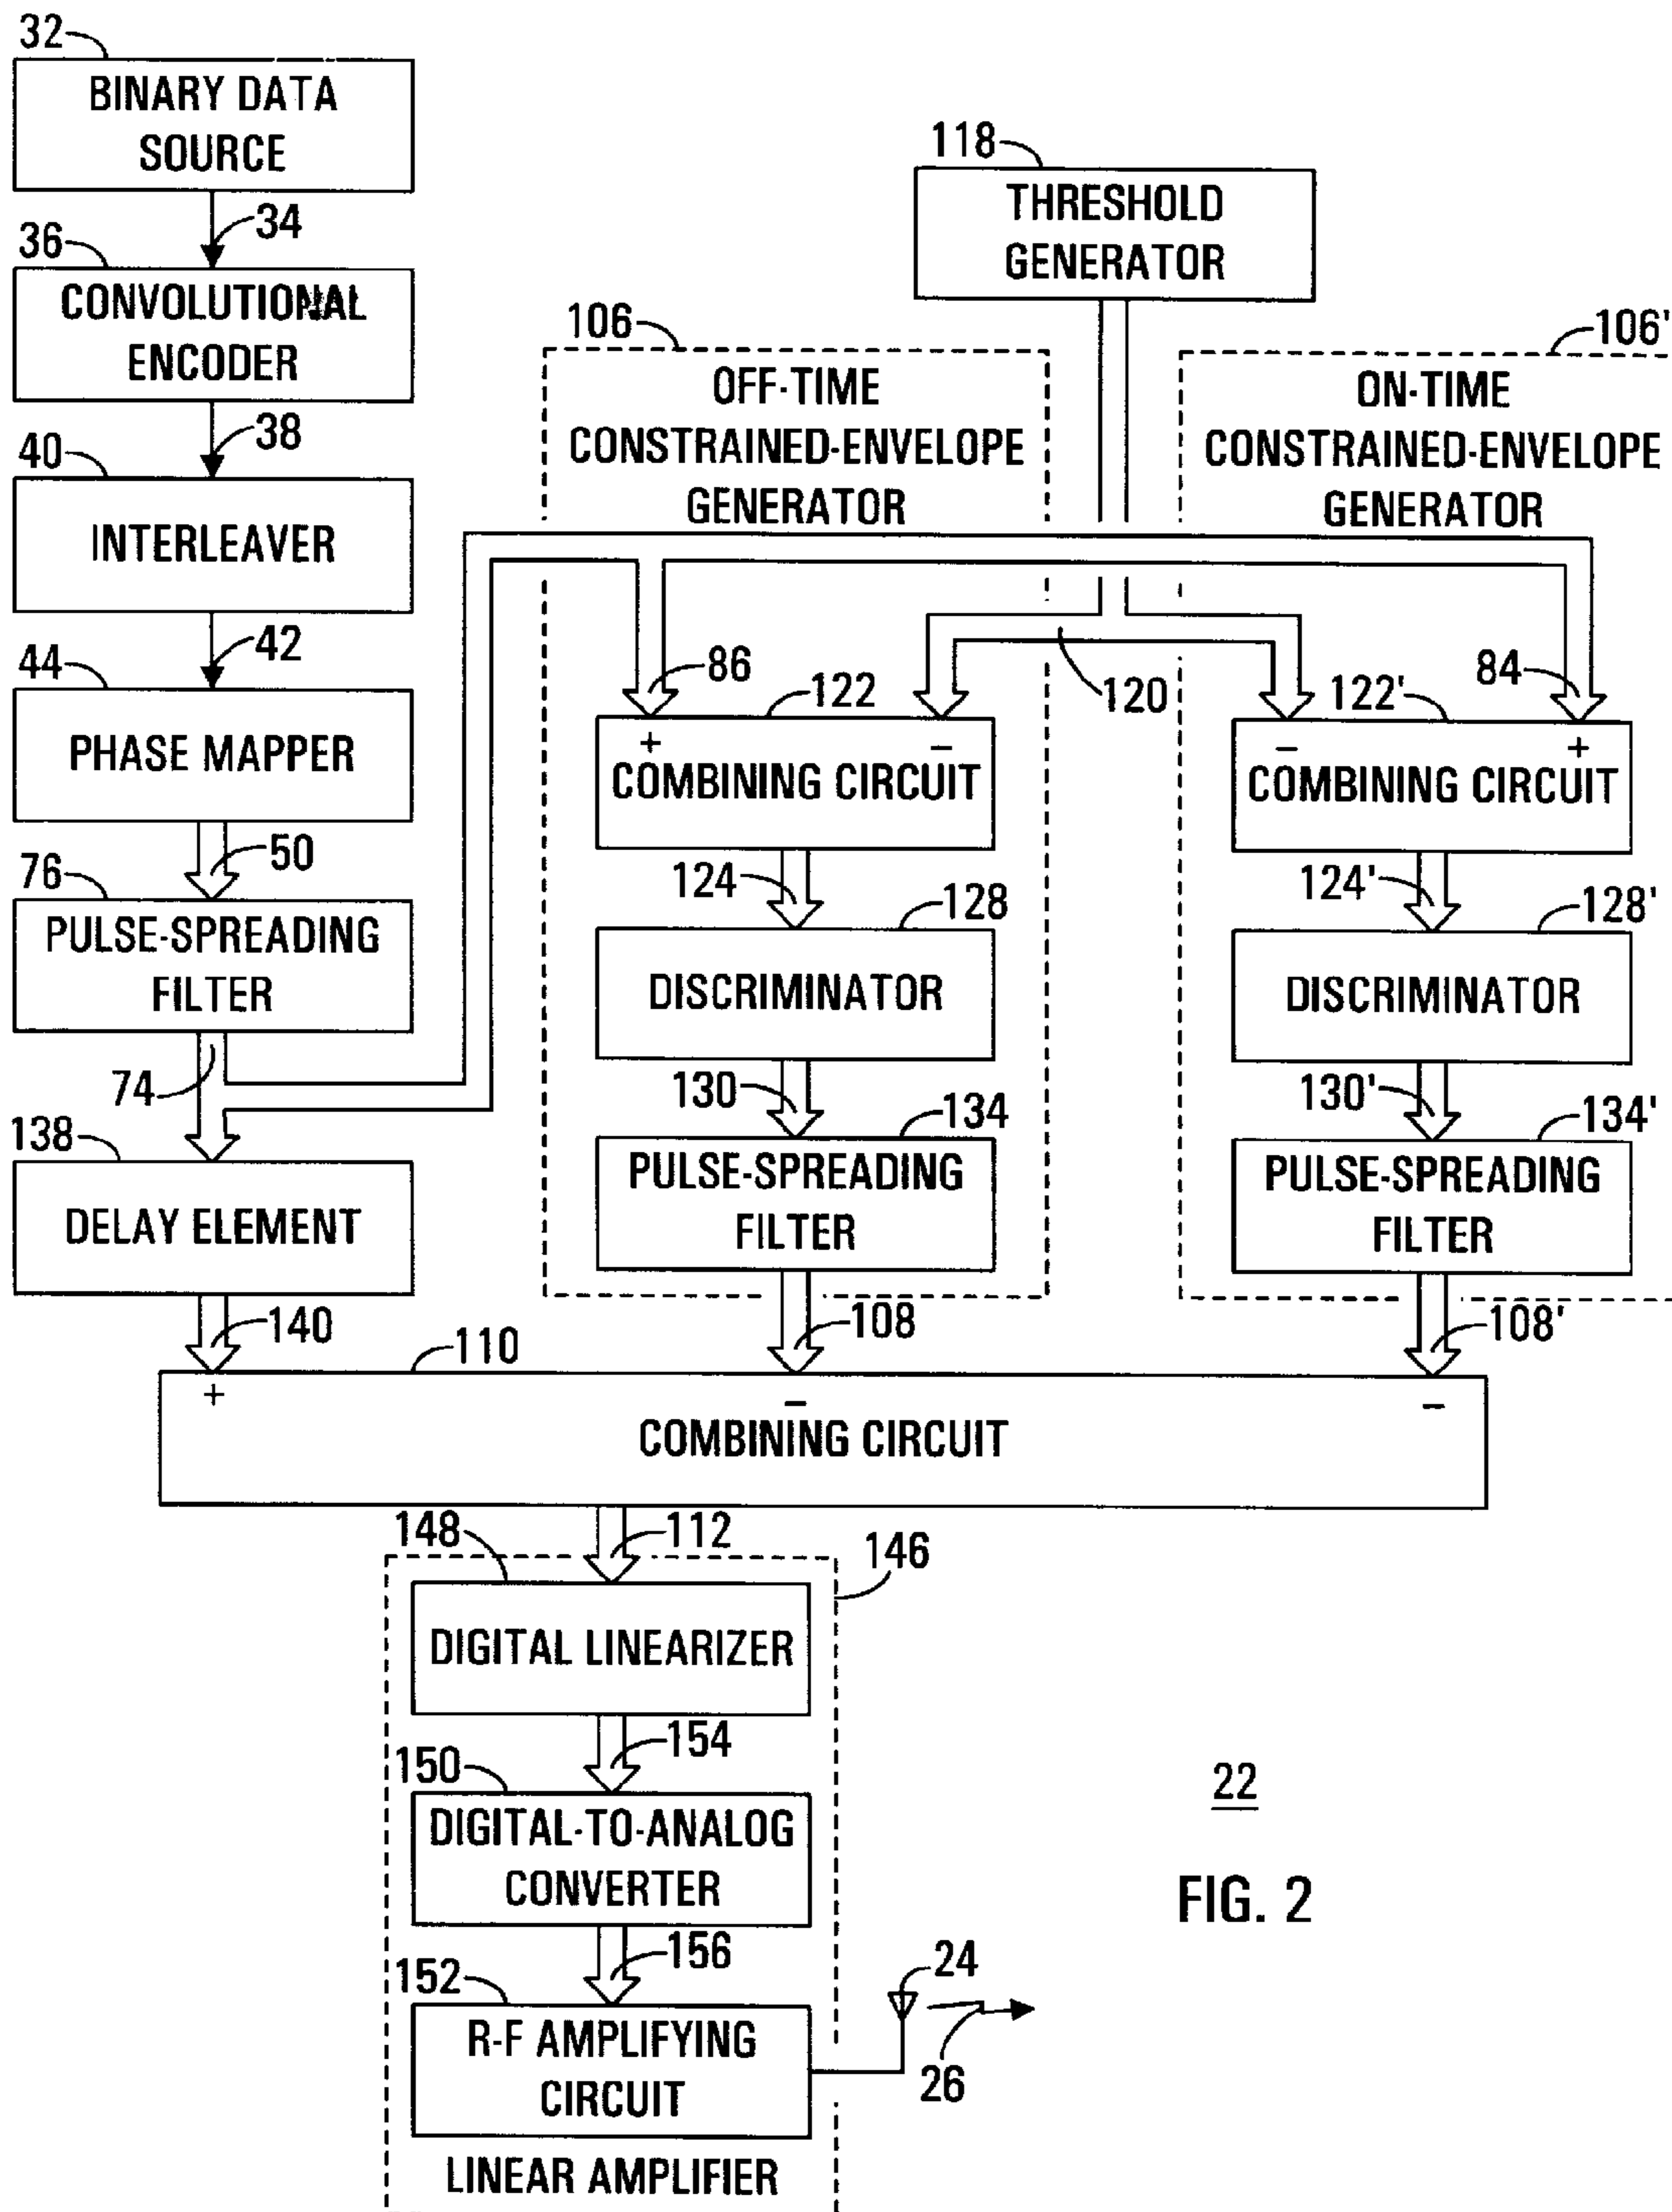 32
BINARY DATA
SOURCE
34
36
CONVOLUTIONAL
ENCODER
38
40
INTERLEAVER
42
44
PHASE MAPPER
50
76
PULSE-SPREADING
FILTER
74
138
DELAY ELEMENT
140
118
THRESHOLD
GENERATOR
120
106
OFF-TIME
CONSTRAINED-ENVELOPE
GENERATOR
86
122
+ −
COMBINING CIRCUIT
124
128
DISCRIMINATOR
130
134
PULSE-SPREADING
FILTER
108
106'
ON-TIME
CONSTRAINED-ENVELOPE
GENERATOR
84
122'
− +
COMBINING CIRCUIT
124'
128'
DISCRIMINATOR
130'
134'
PULSE-SPREADING
FILTER
108'
110
+ − −
COMBINING CIRCUIT
112
146
148
DIGITAL LINEARIZER
154
150
DIGITAL-TO-ANALOG
CONVERTER
156
152
R-F AMPLIFYING
CIRCUIT
LINEAR AMPLIFIER
24
26
22
FIG. 2